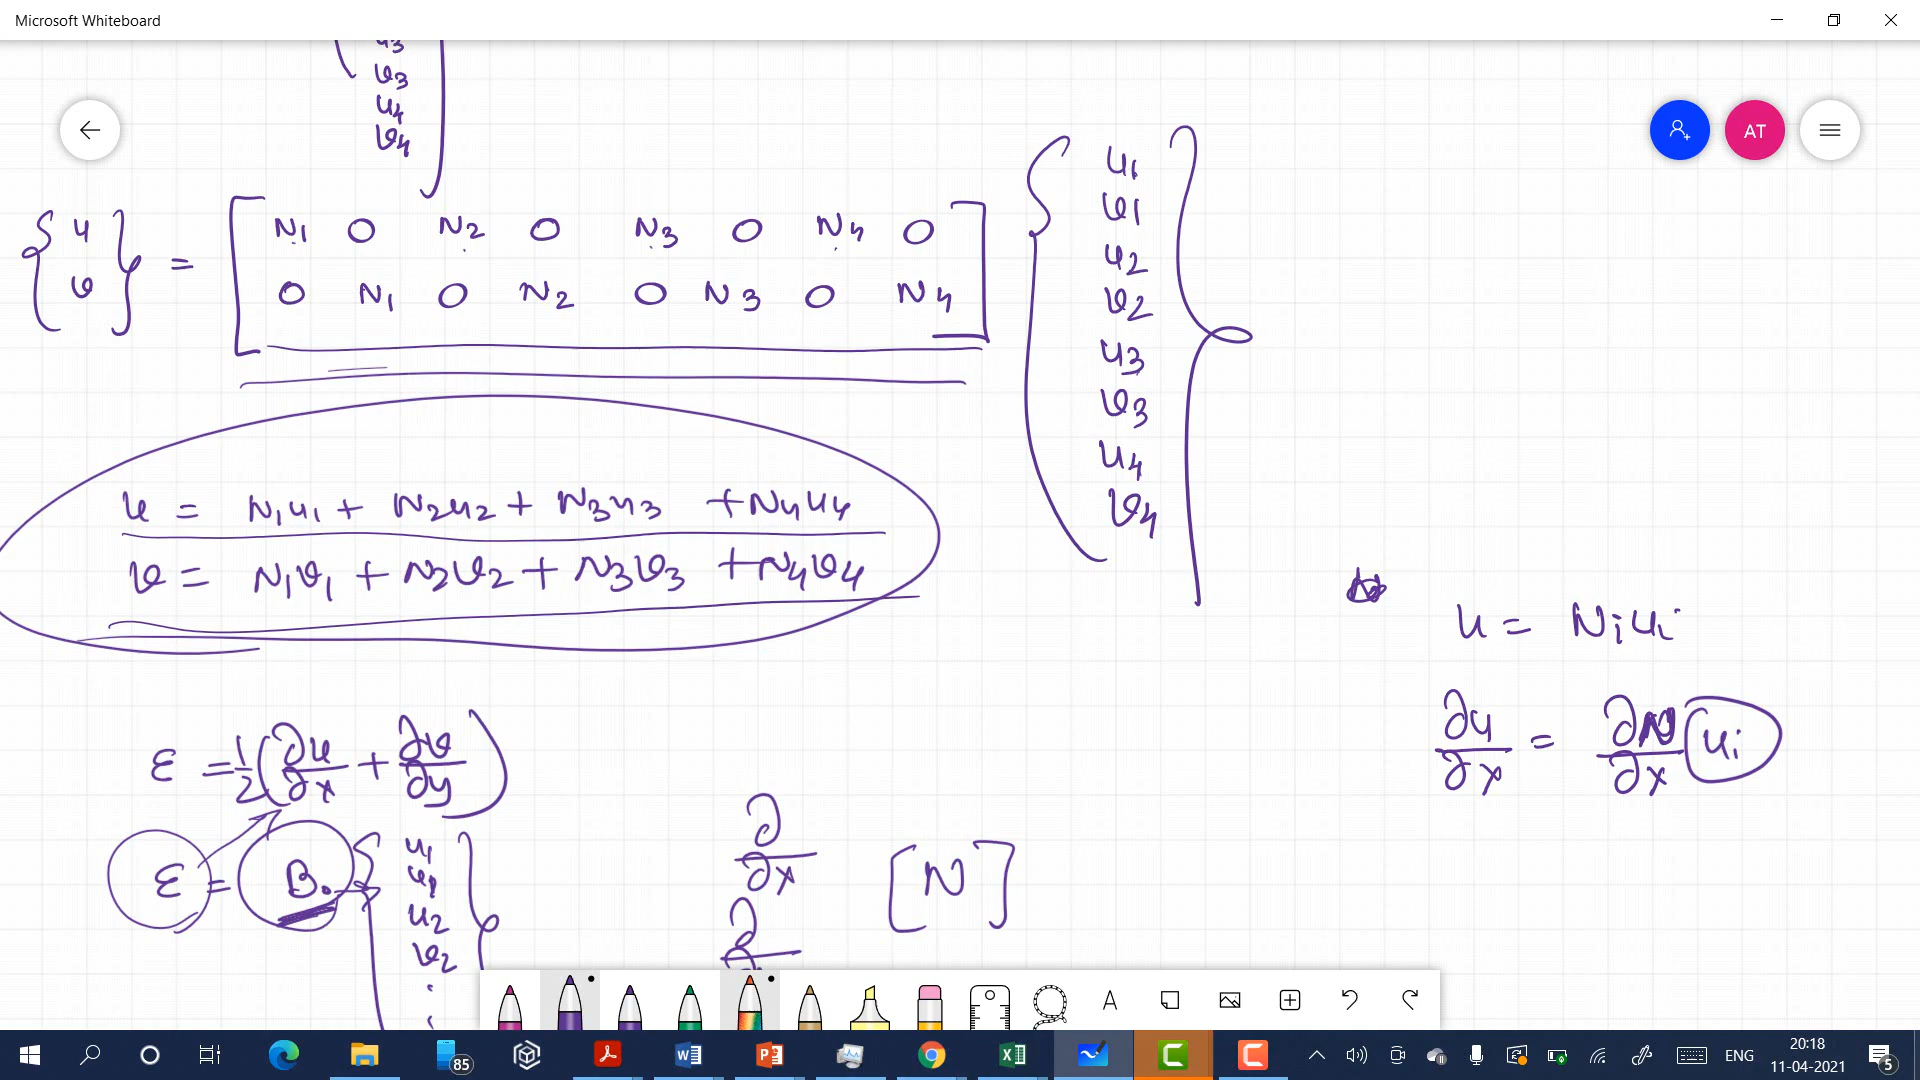 Microsoft Whiteboard
u3
v3
u4
v4
AT
{ u v } = [ N1 0 N2 0 N3 0 N4 0
0 N1 0 N2 0 N3 0 N4 ]
u1
v1
u2
v2
u3
v3
u4
v4
u = N1u1 + N2u2 + N3u3 + N4u4
v = N1v1 + N2v2 + N3v3 + N4v4
u = Niui
∂u/∂x = ∂N/∂x ui
ε = 1/2 (∂u/∂x + ∂v/∂y)
ε = B.
u1
v1
u2
v2
∂/∂x
[N]
∂
A
85
ENG
20:18
11-04-2021
5